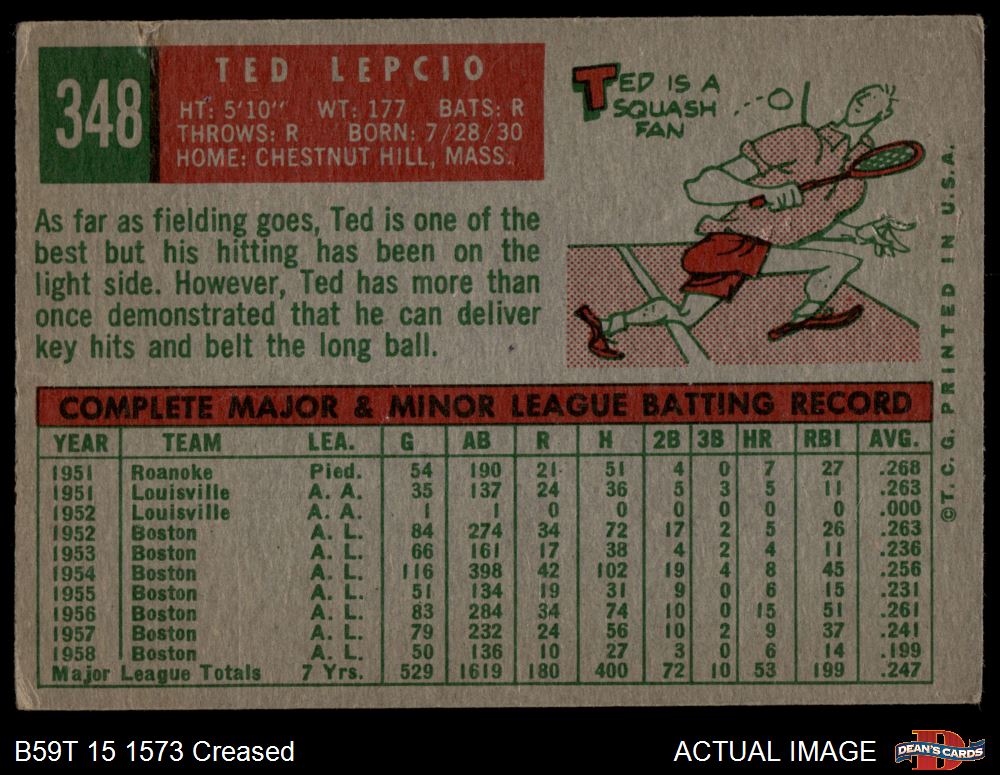 348
TED LEPCIO
HT: 5'10" WT: 177 BATS: R
THROWS: R BORN: 7/28/30
HOME: CHESTNUT HILL, MASS.
TED IS A
SQUASH
FAN
As far as fielding goes, Ted is one of the
best but his hitting has been on the
light side. However, Ted has more than
once demonstrated that he can deliver
key hits and belt the long ball.
COMPLETE MAJOR & MINOR LEAGUE BATTING RECORD
YEAR TEAM LEA. G AB R H 2B 3B HR RBI AVG.
1951 Roanoke Pied. 54 190 21 51 4 0 7 27 .268
1951 Louisville A. A. 35 137 24 36 5 3 5 11 .263
1952 Louisville A. A. 1 1 0 0 0 0 0 0 .000
1952 Boston A. L. 84 274 34 72 17 2 5 26 .263
1953 Boston A. L. 66 161 17 38 4 2 4 11 .236
1954 Boston A. L. 116 398 42 102 19 4 8 45 .256
1955 Boston A. L. 51 134 19 31 9 0 6 15 .231
1956 Boston A. L. 83 284 34 74 10 0 15 51 .261
1957 Boston A. L. 79 232 24 56 10 2 9 37 .241
1958 Boston A. L. 50 136 10 27 3 0 6 14 .199
Major League Totals 7 Yrs. 529 1619 180 400 72 10 53 199 .247
©T. C. G. PRINTED IN U.S.A.
B59T 15 1573 Creased
ACTUAL IMAGE
DEAN'S CARDS